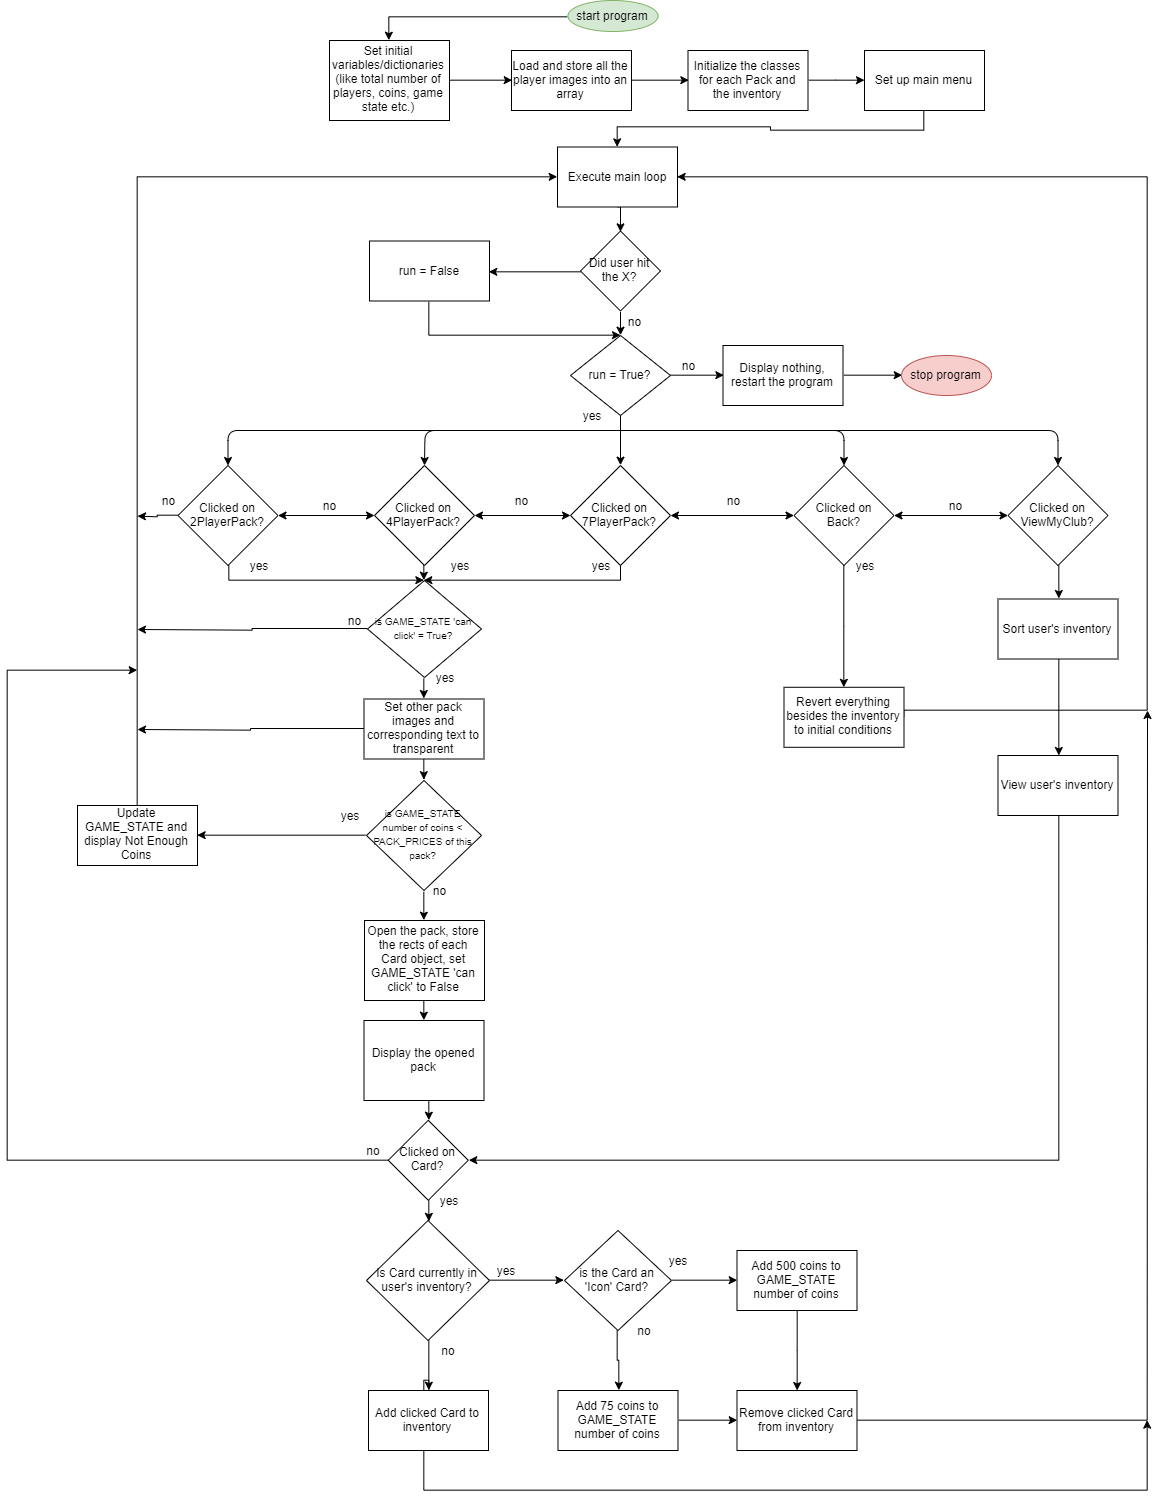 start program
Set initial
variables/dictionaries
(like total number of
players, coins, game
state etc.)
Load and store all the
player images into an
array
Initialize the classes
for each Pack and
the inventory
Set up main menu
Execute main loop
Did user hit
the X?
run = False
no
run = True?
no
Display nothing,
restart the program
stop program
yes
Clicked on
2PlayerPack?
no
no
Clicked on
4PlayerPack?
no
Clicked on
7PlayerPack?
no
Clicked on
Back?
no
Clicked on
ViewMyClub?
yes
yes
yes
yes
is GAME_STATE 'can
click' = True?
no
yes
Sort user's inventory
Set other pack
images and
corresponding text to
transparent
Revert everything
besides the inventory
to initial conditions
View user's inventory
is GAME_STATE
number of coins <
PACK_PRICES of this
pack?
yes
Update
GAME_STATE and
display Not Enough
Coins
no
Open the pack, store
the rects of each
Card object, set
GAME_STATE 'can
click' to False
Display the opened
pack
Clicked on
Card?
no
yes
Is Card currently in
user's inventory?
yes
is the Card an
'Icon' Card?
yes
Add 500 coins to
GAME_STATE
number of coins
no
no
Add clicked Card to
inventory
Add 75 coins to
GAME_STATE
number of coins
Remove clicked Card
from inventory